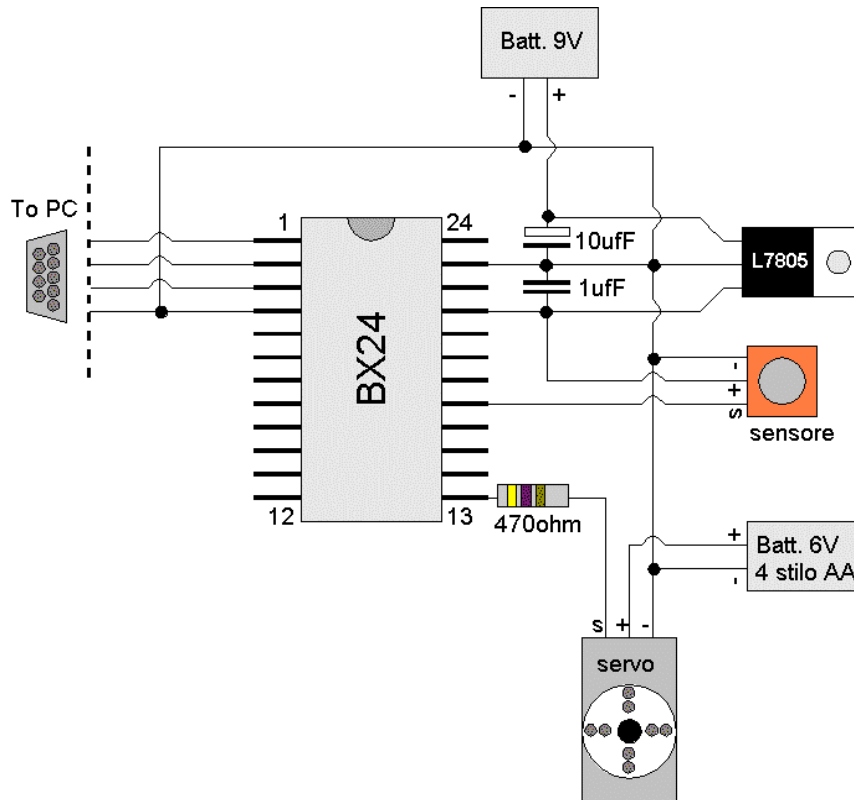 Batt. 9V
- +
To PC
1 24
10ufF
L7805
1ufF
BX24
-
+
s
sensore
12 13
470ohm
+
Batt. 6V
4 stilo AA
-
s + -
servo